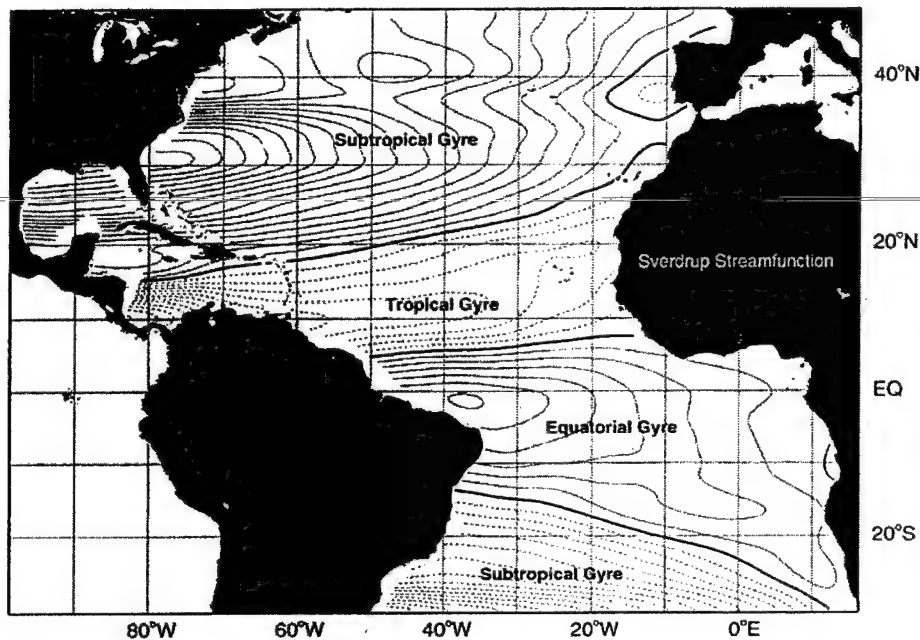 40°N
Subtropical Gyre
20°N
Sverdrup Streamfunction
Tropical Gyre
EQ
Equatorial Gyre
20°S
Subtropical Gyre
80°W 60°W 40°W 20°W 0°E